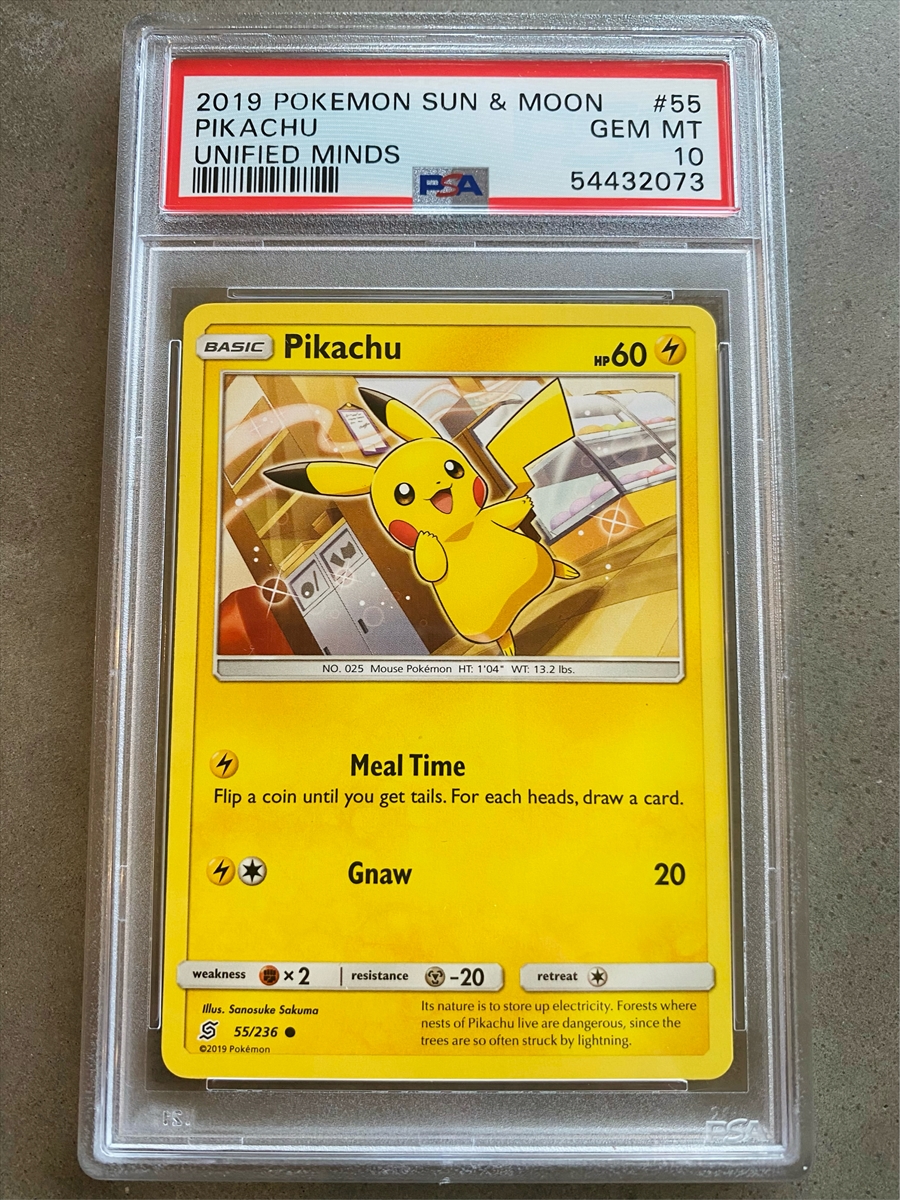 2019 POKEMON SUN & MOON #55
PIKACHU GEM MT
UNIFIED MINDS 10
PSA 54432073
BASIC Pikachu HP60
NO. 025 Mouse Pokémon HT: 1'04" WT: 13.2 lbs.
Meal Time
Flip a coin until you get tails. For each heads, draw a card.
Gnaw 20
weakness ×2 resistance -20 retreat
Illus. Sanosuke Sakuma
55/236
©2019 Pokémon
Its nature is to store up electricity. Forests where
nests of Pikachu live are dangerous, since the
trees are so often struck by lightning.
PSA